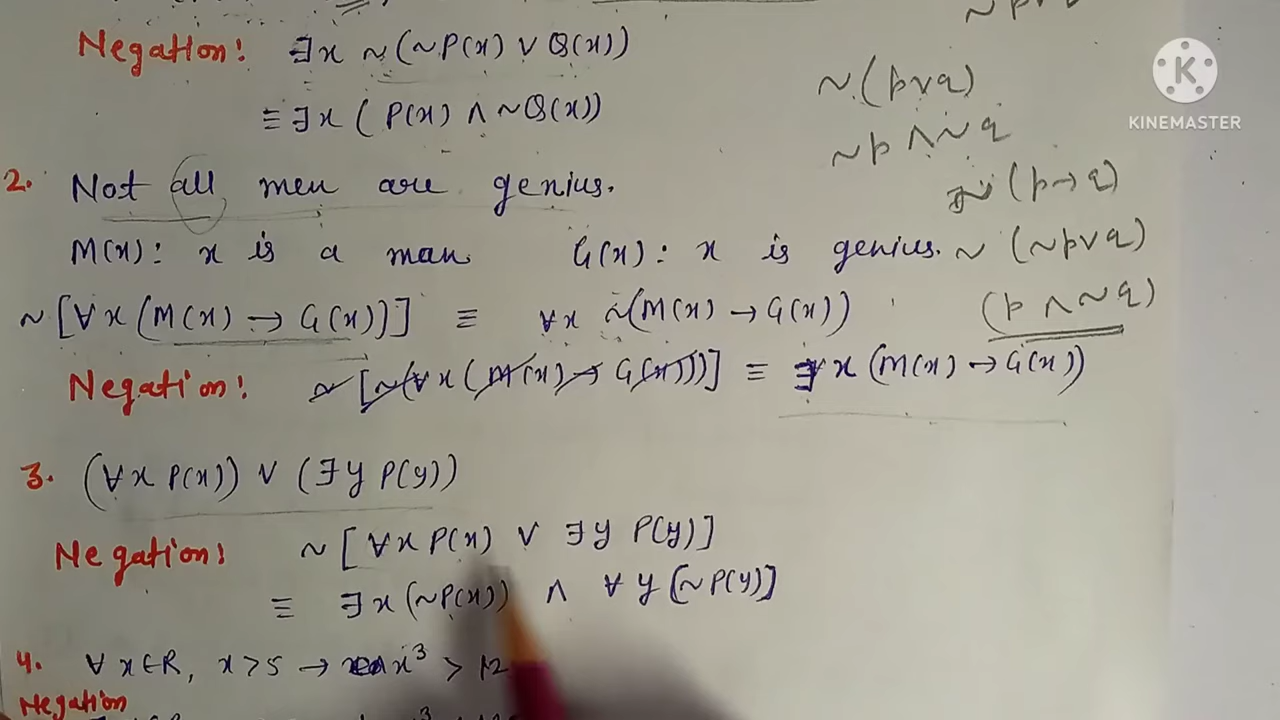 ~p∨
Negation: ∃x ~(~P(x) ∨ Q(x))
≡ ∃x ( P(x) ∧ ~Q(x))
~(p∨q)
~p ∧ ~q
KINEMASTER
2. Not all men are genius.
~ (p→q)
M(x): x is a man G(x): x is genius.
~ (~p∨q)
~[∀x (M(x) → G(x))] ≡ ∀x ~(M(x) → G(x))
(p ∧ ~q)
Negation: ~[~(∀x (M(x) → G(x)))] ≡ ∃x (M(x) → G(x))
3. (∀x P(x)) ∨ (∃y P(y))
Negation: ~[∀x P(x) ∨ ∃y P(y)]
≡ ∃x (~P(x)) ∧ ∀y [~P(y)]
4. ∀x∈R, x>5 → x³ > 12
Negation